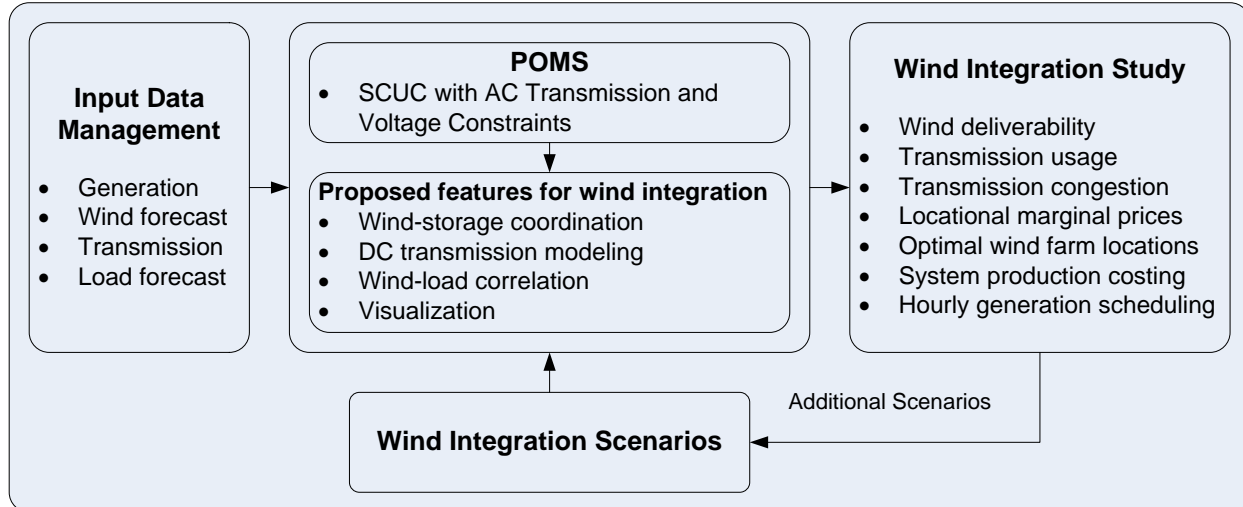 Input Data
Management
• Generation
• Wind forecast
• Transmission
• Load forecast
POMS
• SCUC with AC Transmission and
Voltage Constraints
Proposed features for wind integration
• Wind-storage coordination
• DC transmission modeling
• Wind-load correlation
• Visualization
Wind Integration Study
• Wind deliverability
• Transmission usage
• Transmission congestion
• Locational marginal prices
• Optimal wind farm locations
• System production costing
• Hourly generation scheduling
Additional Scenarios
Wind Integration Scenarios